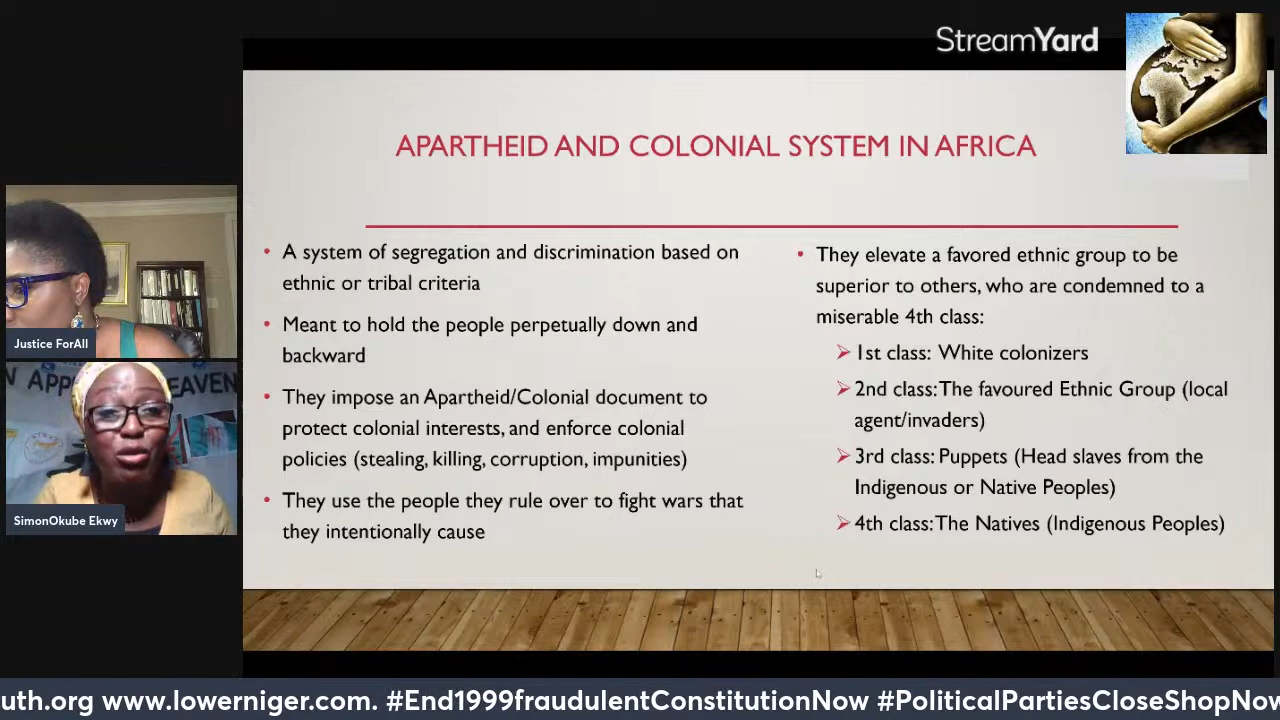 StreamYard
APARTHEID AND COLONIAL SYSTEM IN AFRICA
• A system of segregation and discrimination based on
ethnic or tribal criteria
• Meant to hold the people perpetually down and
backward
• They impose an Apartheid/Colonial document to
protect colonial interests, and enforce colonial
policies (stealing, killing, corruption, impunities)
• They use the people they rule over to fight wars that
they intentionally cause
• They elevate a favored ethnic group to be
superior to others, who are condemned to a
miserable 4th class:
➢ 1st class: White colonizers
➢ 2nd class: The favoured Ethnic Group (local
agent/invaders)
➢ 3rd class: Puppets (Head slaves from the
Indigenous or Native Peoples)
➢ 4th class: The Natives (Indigenous Peoples)
Justice ForAll
SimonOkube Ekwy
uth.org www.lowerniger.com. #End1999fraudulentConstitutionNow #PoliticalPartiesCloseShopNow